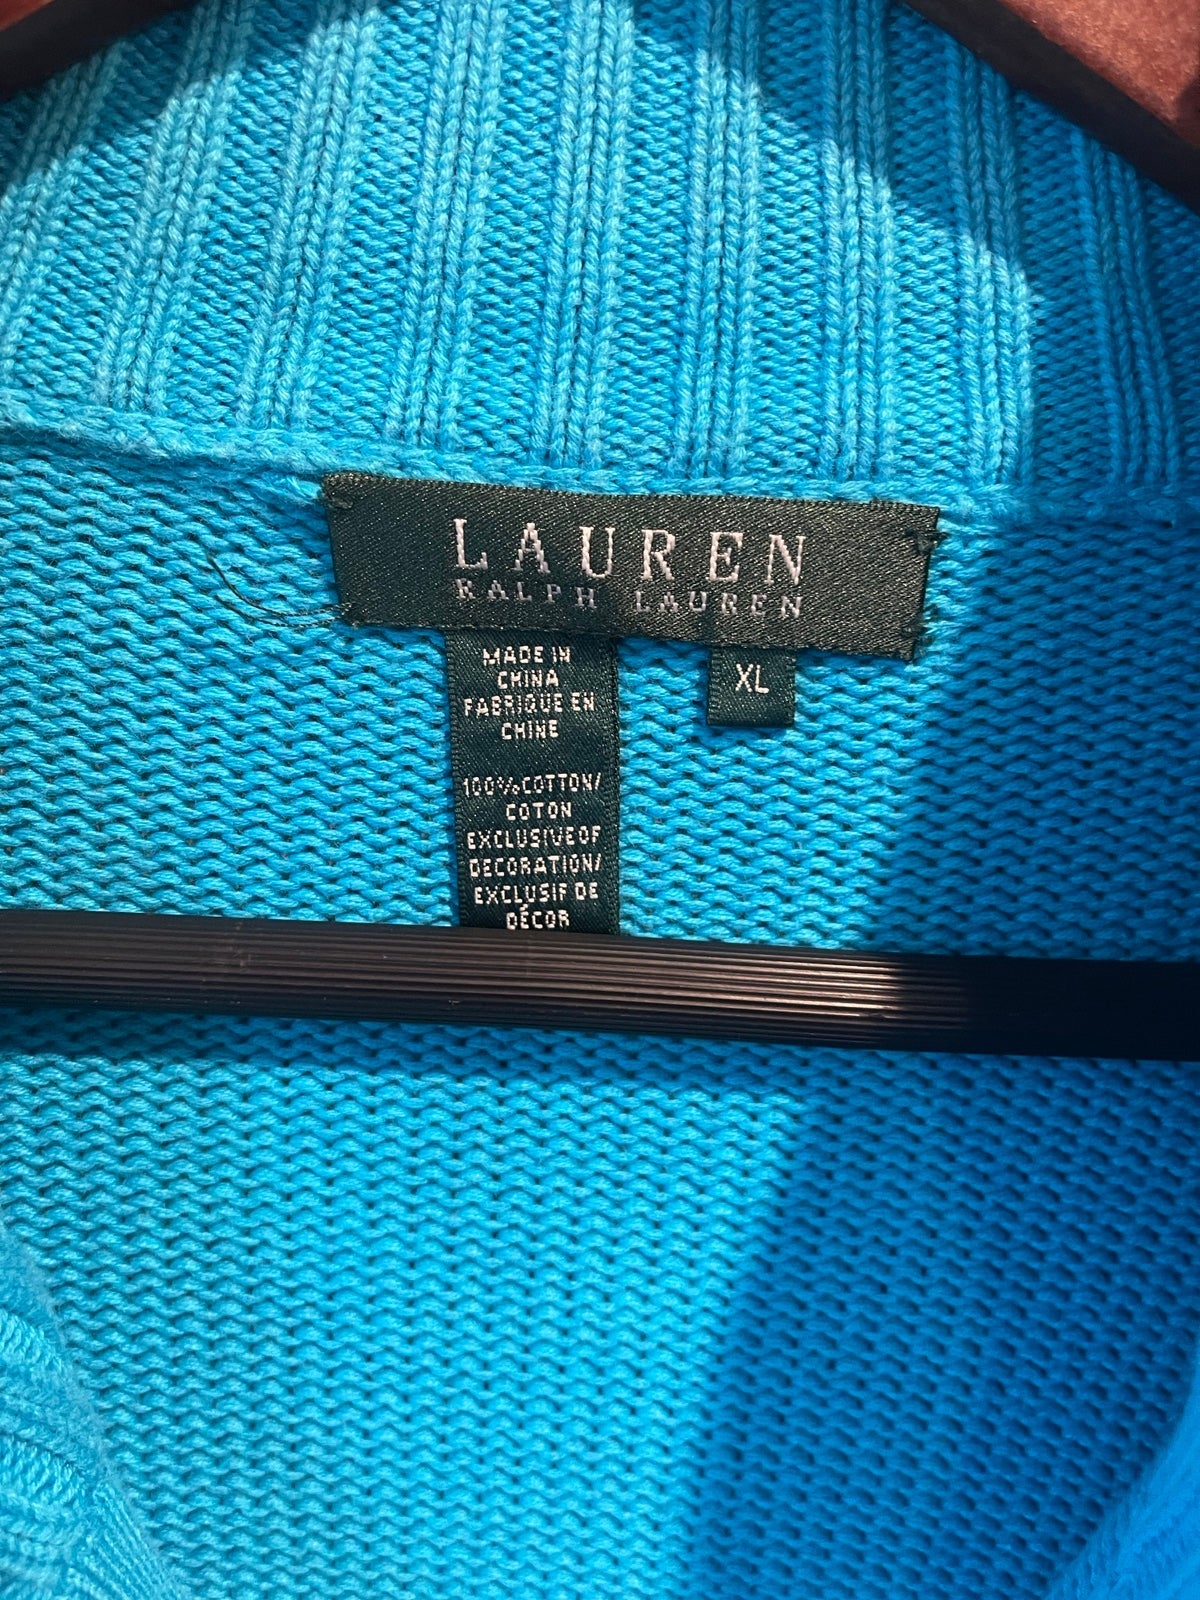 LAUREN
RALPH LAUREN
XL
MADE IN
CHINA
FABRIQUE EN
CHINE
100% COTTON/
COTON
EXCLUSIVE OF
DECORATION/
EXCLUSIF DE
DÉCOR